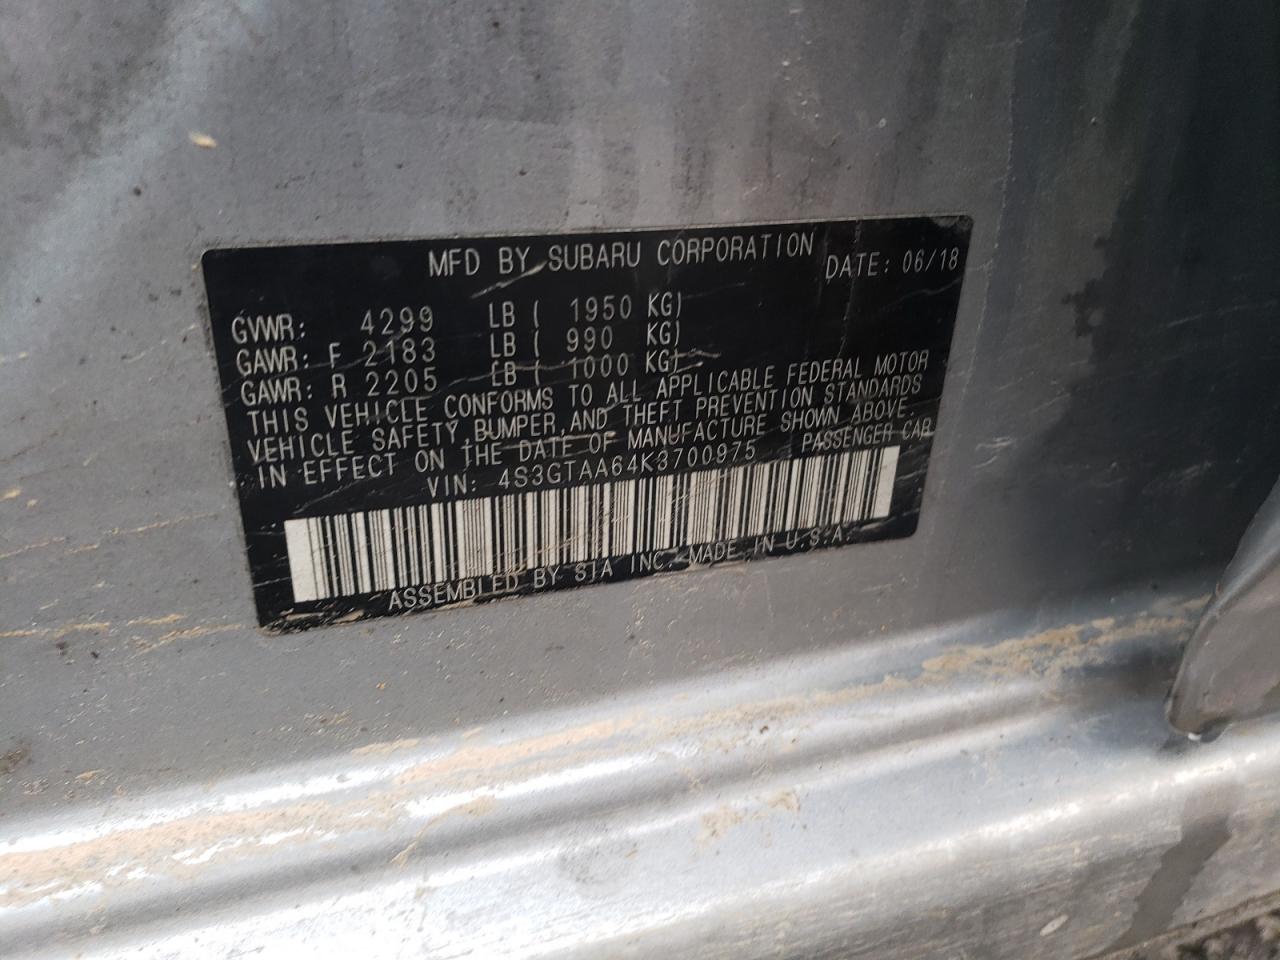 MFD BY SUBARU CORPORATION DATE: 06/18
GVWR: 4299 LB ( 1950 KG)
GAWR: F 2183 LB ( 990 KG)
GAWR: R 2205 LB ( 1000 KG)
THIS VEHICLE CONFORMS TO ALL APPLICABLE FEDERAL MOTOR
VEHICLE SAFETY, BUMPER, AND THEFT PREVENTION STANDARDS
IN EFFECT ON THE DATE OF MANUFACTURE SHOWN ABOVE.
VIN: 4S3GTAA64K3700975 PASSENGER CAR
ASSEMBLED BY SIA INC. MADE IN U.S.A.